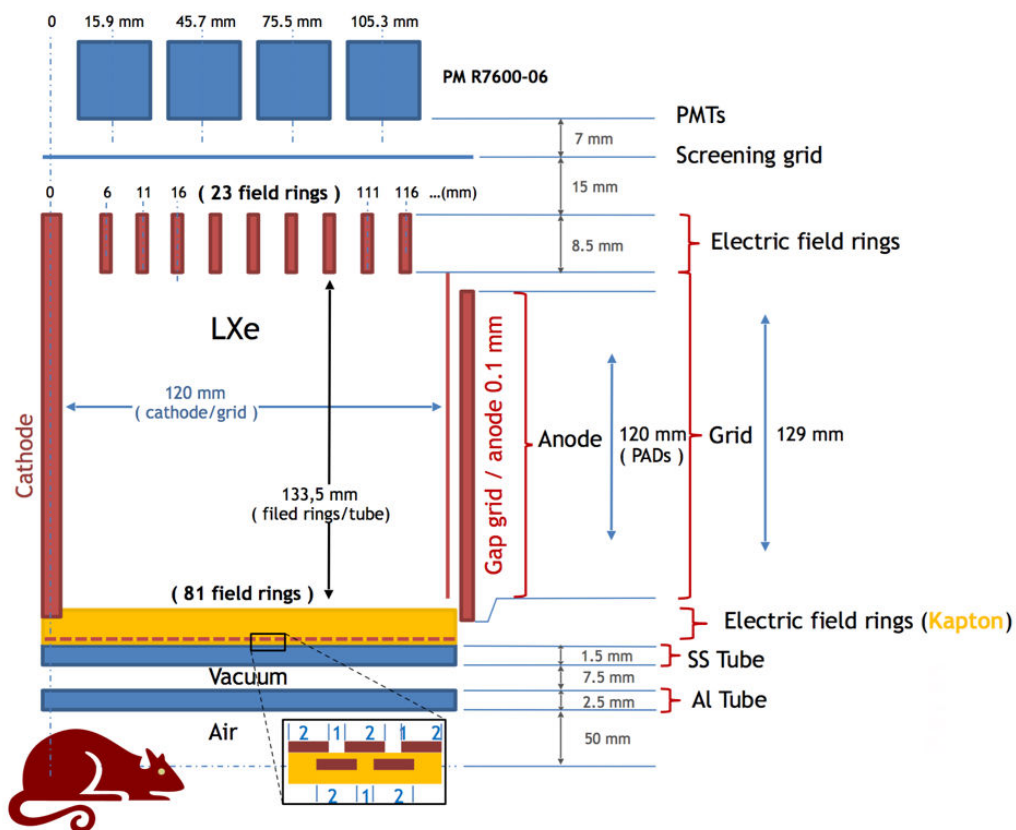 0
15.9 mm
45.7 mm
75.5 mm
105.3 mm
PM R7600-06
PMTs
7 mm
Screening grid
15 mm
0
6
11
16
( 23 field rings )
111
116
...(mm)
8.5 mm
Electric field rings
LXe
120 mm
( cathode/grid )
Cathode
133,5 mm
( filed rings/tube)
Gap grid / anode 0.1 mm
Anode
120 mm
( PADs )
Grid
129 mm
( 81 field rings )
Electric field rings (Kapton)
1.5 mm
SS Tube
Vacuum
7.5 mm
2.5 mm
Al Tube
Air
50 mm
2 1 2 1 2
2 1 2